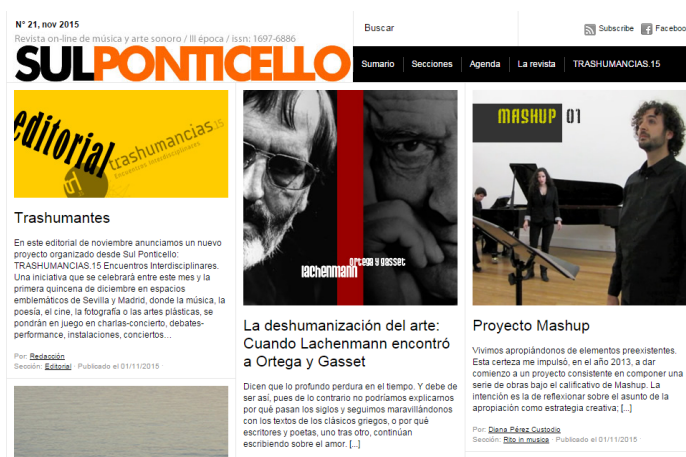 Nº 21, nov 2015
Revista on-line de música y arte sonoro / III época / issn: 1697-6886
SULPONTICELLO
Buscar
Subscribe
Faceboo
Sumario
Secciones
Agenda
La revista
TRASHUMANCIAS.15
editorial
trashumancias15
Encuentros interdisciplinares
Trashumantes
En este editorial de noviembre anunciamos un nuevo
proyecto organizado desde Sul Ponticello:
TRASHUMANCIAS.15 Encuentros Interdisciplinares.
Una iniciativa que se celebrará entre este mes y la
primera quincena de diciembre en espacios
emblemáticos de Sevilla y Madrid, donde la música, la
poesía, el cine, la fotografía o las artes plásticas, se
pondrán en juego en charlas-concierto, debates-
performance, instalaciones, conciertos…
Por: Redacción
Sección: Editorial · Publicado el 01/11/2015 ·
ortega y gasset
lachenmann
La deshumanización del arte:
Cuando Lachenmann encontró
a Ortega y Gasset
Dicen que lo profundo perdura en el tiempo. Y debe de
ser así, pues de lo contrario no podríamos explicarnos
por qué pasan los siglos y seguimos maravillándonos
con los textos de los clásicos griegos, o por qué
escritores y poetas, uno tras otro, continúan
escribiendo sobre el amor. [...]
MASHUP 01
Proyecto Mashup
Vivimos apropiándonos de elementos preexistentes.
Esta certeza me impulsó, en el año 2013, a dar
comienzo a un proyecto consistente en componer una
serie de obras bajo el calificativo de Mashup. La
intención es la de reflexionar sobre el asunto de la
apropiación como estrategia creativa; [...]
Por: Diana Pérez Custodio
Sección: Rito in musica · Publicado el 01/11/2015 ·